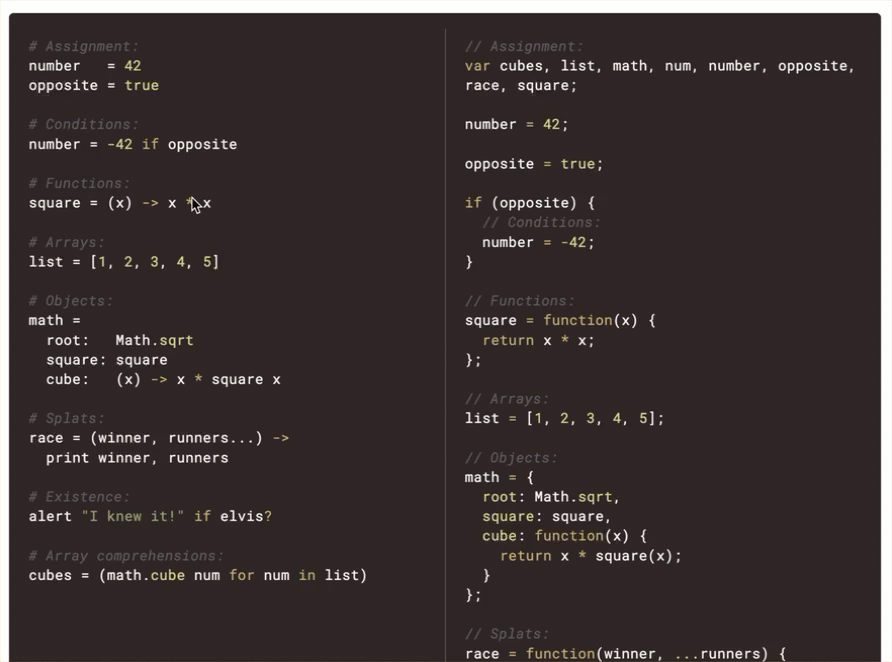 # Assignment:
number   = 42
opposite = true
# Conditions:
number = -42 if opposite
# Functions:
square = (x) -> x * x
# Arrays:
list = [1, 2, 3, 4, 5]
# Objects:
math =
  root:   Math.sqrt
  square: square
  cube:   (x) -> x * square x
# Splats:
race = (winner, runners...) ->
  print winner, runners
# Existence:
alert "I knew it!" if elvis?
# Array comprehensions:
cubes = (math.cube num for num in list)
// Assignment:
var cubes, list, math, num, number, opposite,
race, square;
number = 42;
opposite = true;
if (opposite) {
  // Conditions:
  number = -42;
}
// Functions:
square = function(x) {
  return x * x;
};
// Arrays:
list = [1, 2, 3, 4, 5];
// Objects:
math = {
  root: Math.sqrt,
  square: square,
  cube: function(x) {
    return x * square(x);
  }
};
// Splats:
race = function(winner, ...runners) {